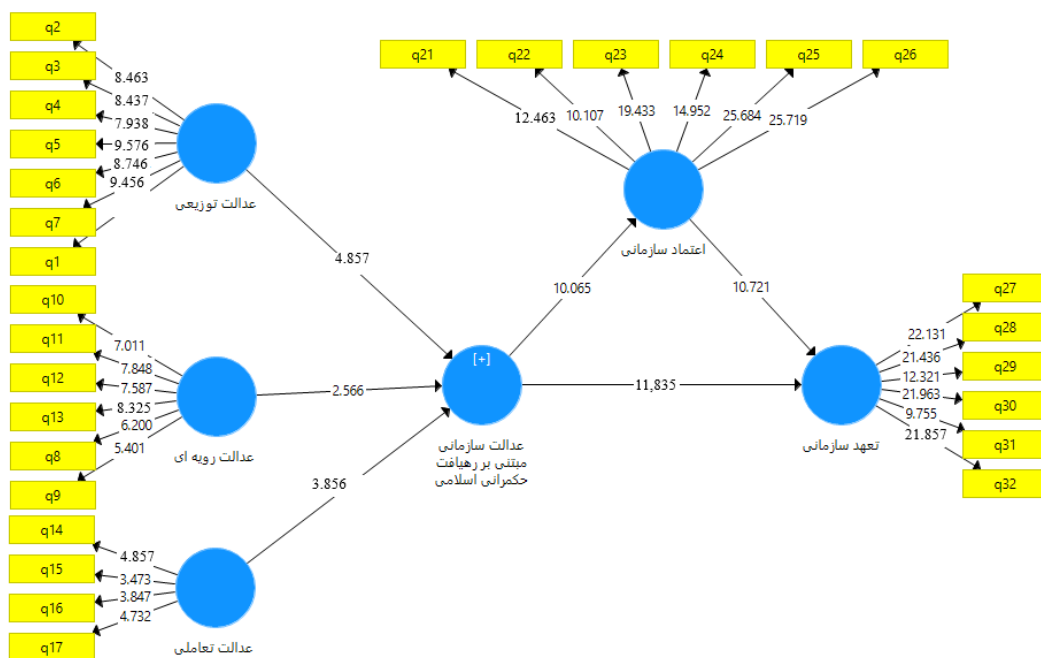 q2
q3
q4
q5
q6
q7
q1
8.463
8.437
7.938
9.576
8.746
9.456
عدالت توزیعی
q10
q11
q12
q13
q8
q9
7.011
7.848
7.587
8.325
6.200
5.401
عدالت رویه ای
q14
q15
q16
q17
4.857
3.473
3.847
4.732
عدالت تعاملی
4.857
2.566
3.856
[+]
عدالت سازمانی
مبتنی بر رهیافت
حکمرانی اسلامی
q21
q22
q23
q24
q25
q26
12.463
10.107
19.433
14.952
25.684
25.719
اعتماد سازمانی
10.065
10.721
11,835
q27
q28
q29
q30
q31
q32
22.131
21.436
12.321
21.963
9.755
21.857
تعهد سازمانی